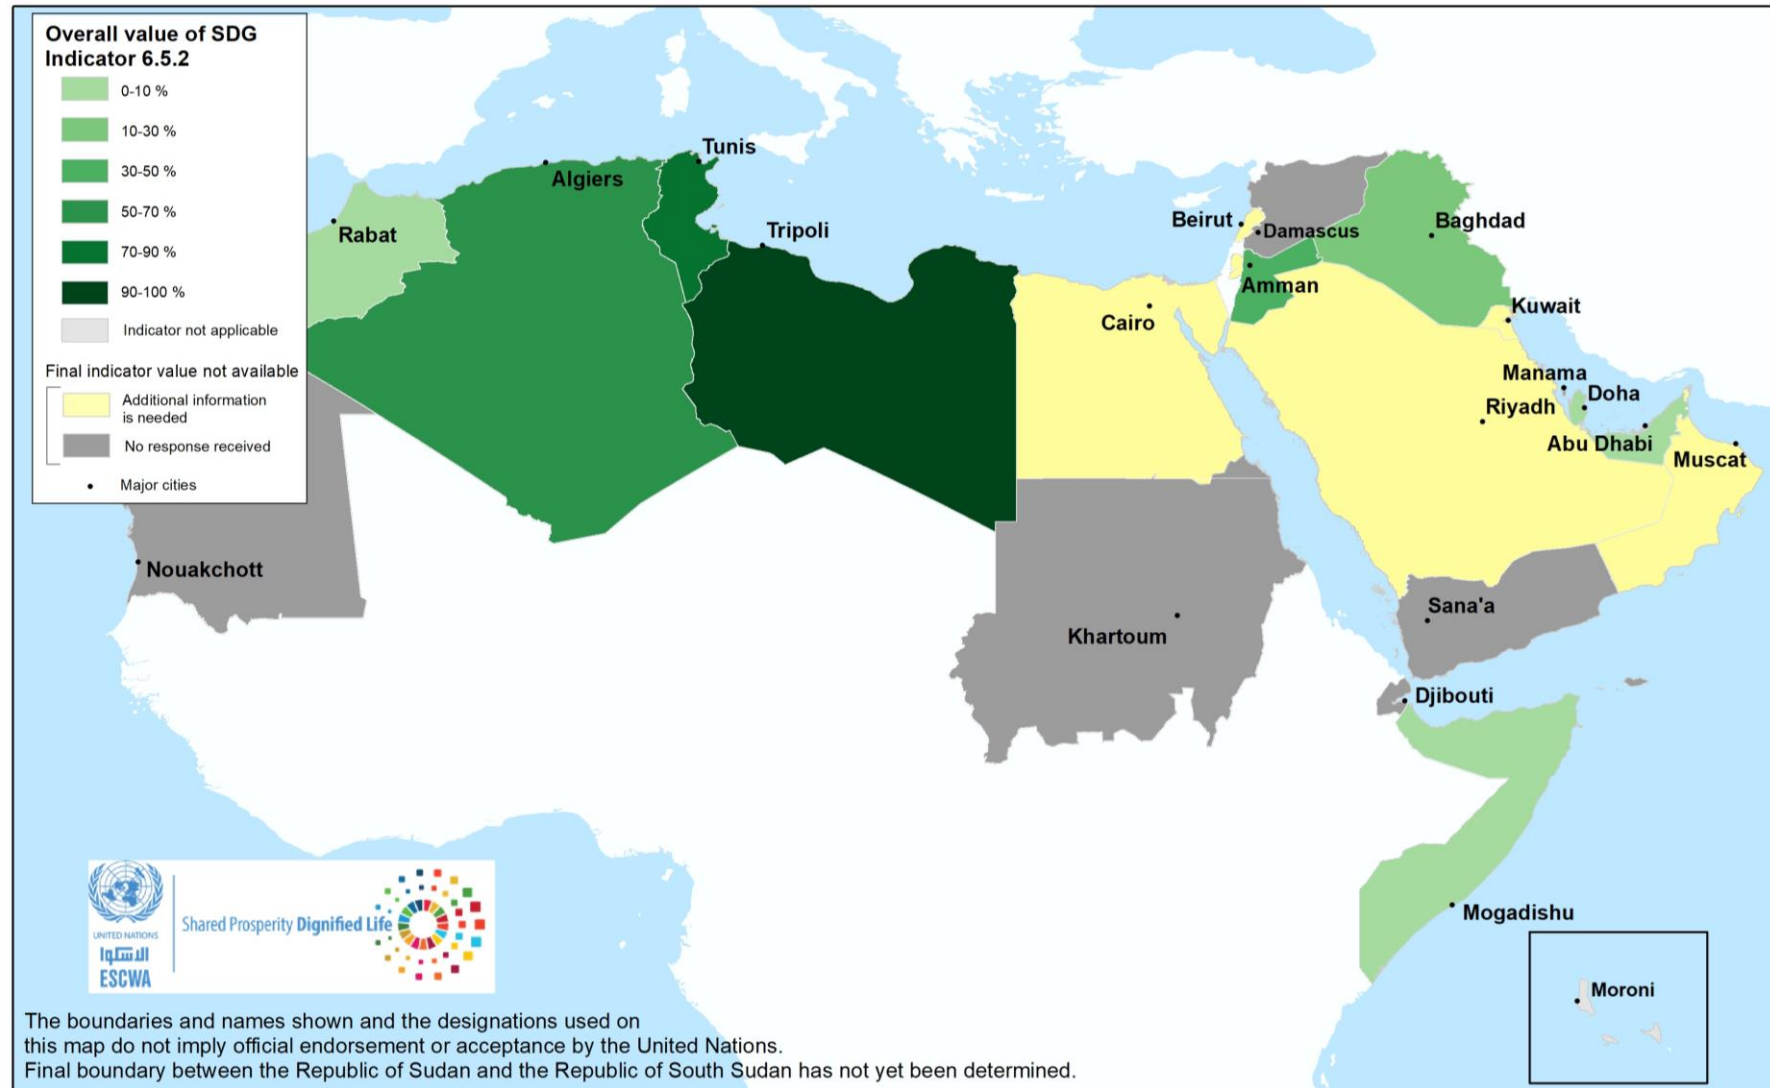 Overall value of SDG
Indicator 6.5.2
0-10 %
10-30 %
30-50 %
50-70 %
70-90 %
90-100 %
Indicator not applicable
Final indicator value not available
Additional information
is needed
No response received
Major cities
Tunis
Algiers
Rabat
Tripoli
Beirut
Damascus
Baghdad
Amman
Cairo
Kuwait
Manama
Doha
Riyadh
Abu Dhabi
Muscat
Nouakchott
Khartoum
Sana'a
Djibouti
Mogadishu
Moroni
UNITED NATIONS
الاسكوا
ESCWA
Shared Prosperity Dignified Life
The boundaries and names shown and the designations used on
this map do not imply official endorsement or acceptance by the United Nations.
Final boundary between the Republic of Sudan and the Republic of South Sudan has not yet been determined.